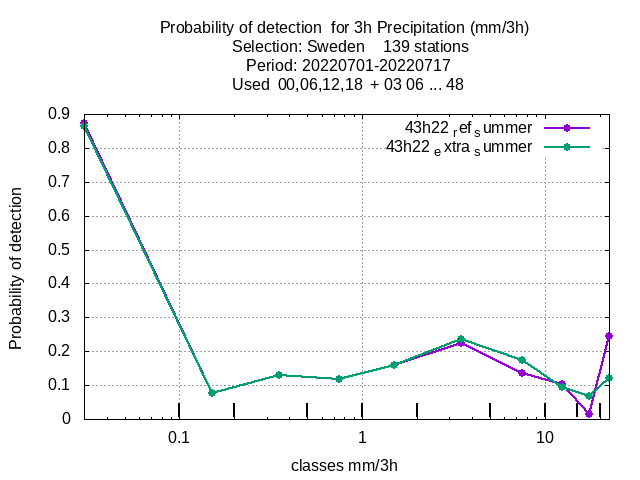 Probability of detection for 3h Precipitation (mm/3h)
Selection: Sweden 139 stations
Period: 20220701-20220717
Used 00,06,12,18 + 03 06 ... 48
43h22 ref summer
43h22 extra summer
0.9
0.8
0.7
0.6
0.5
0.4
0.3
0.2
0.1
0
Probability of detection
0.1 1 10
classes mm/3h